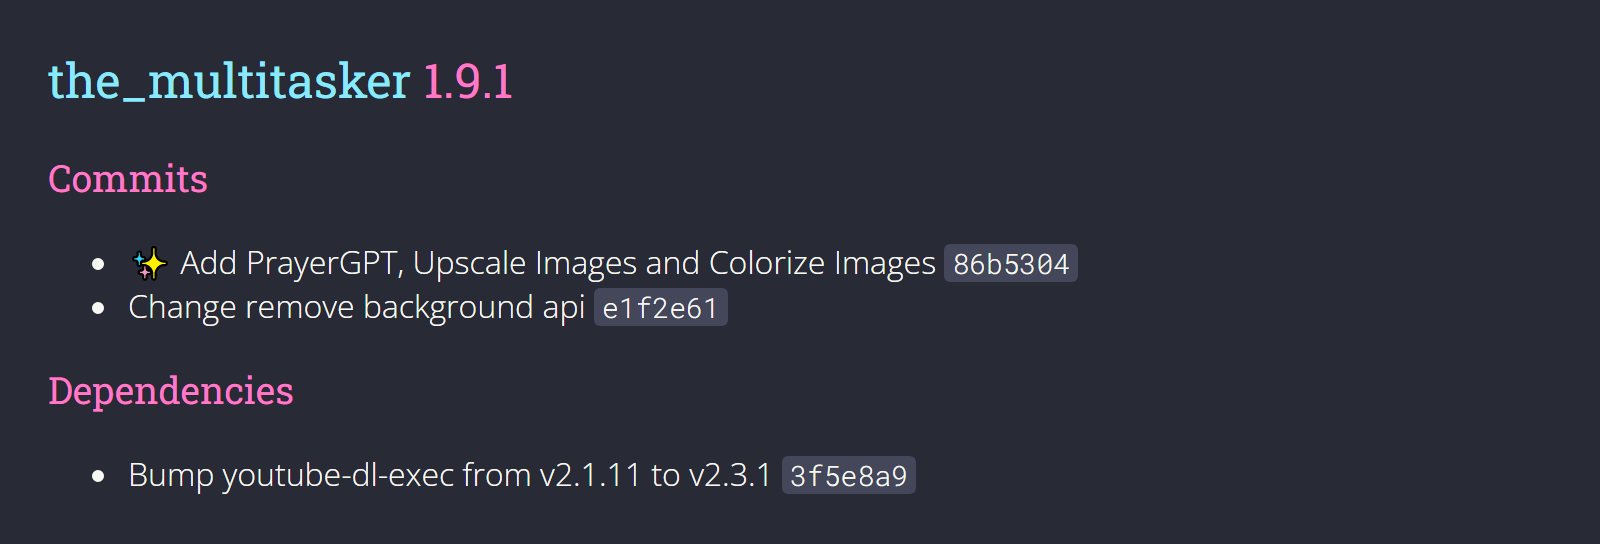 the_multitasker 1.9.1
Commits
✨ Add PrayerGPT, Upscale Images and Colorize Images 86b5304
Change remove background api e1f2e61
Dependencies
Bump youtube-dl-exec from v2.1.11 to v2.3.1 3f5e8a9